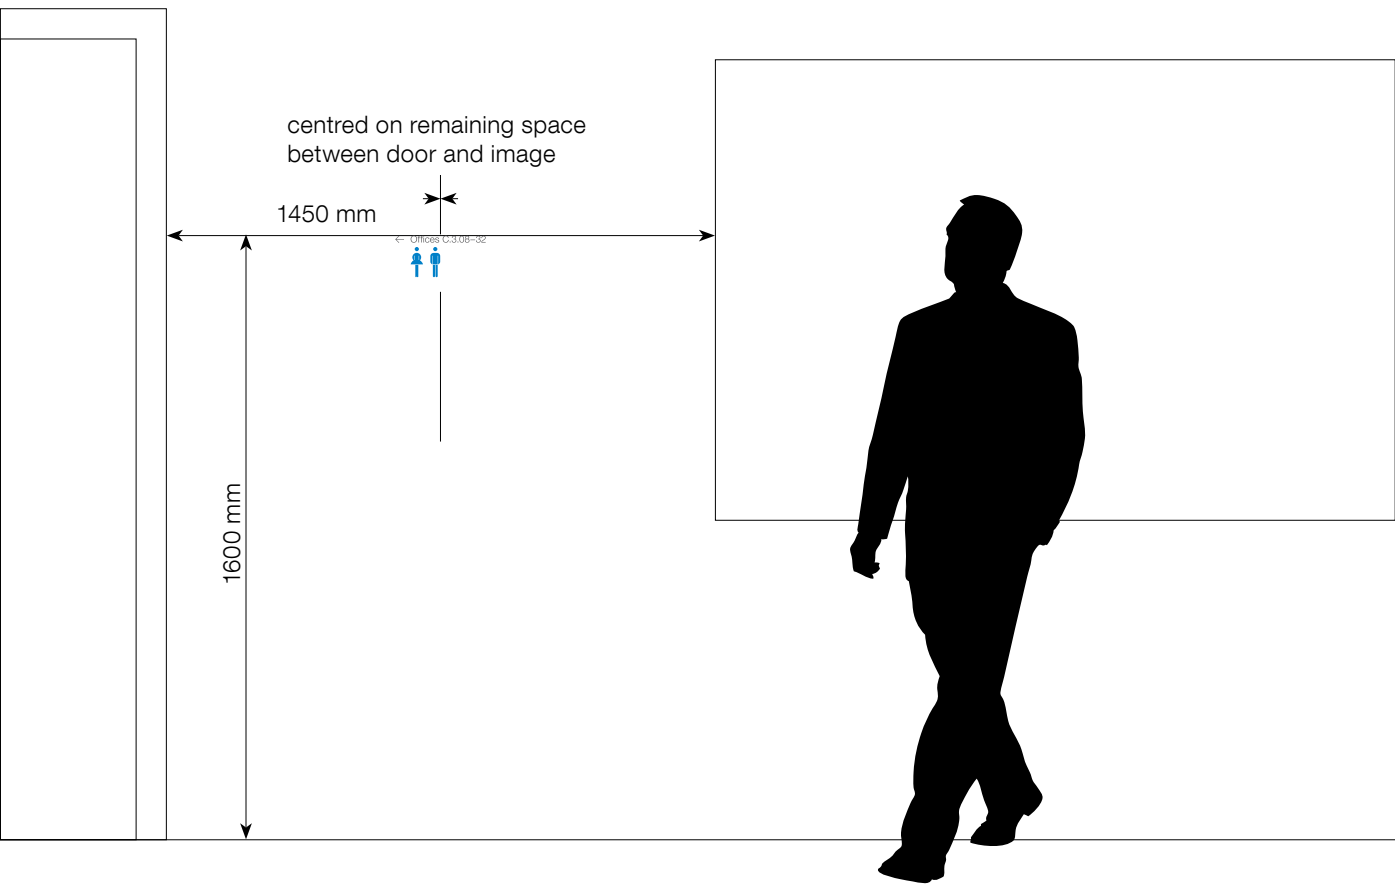 centred on remaining space
between door and image
1450 mm
← Offices C.3.08–32
1600 mm